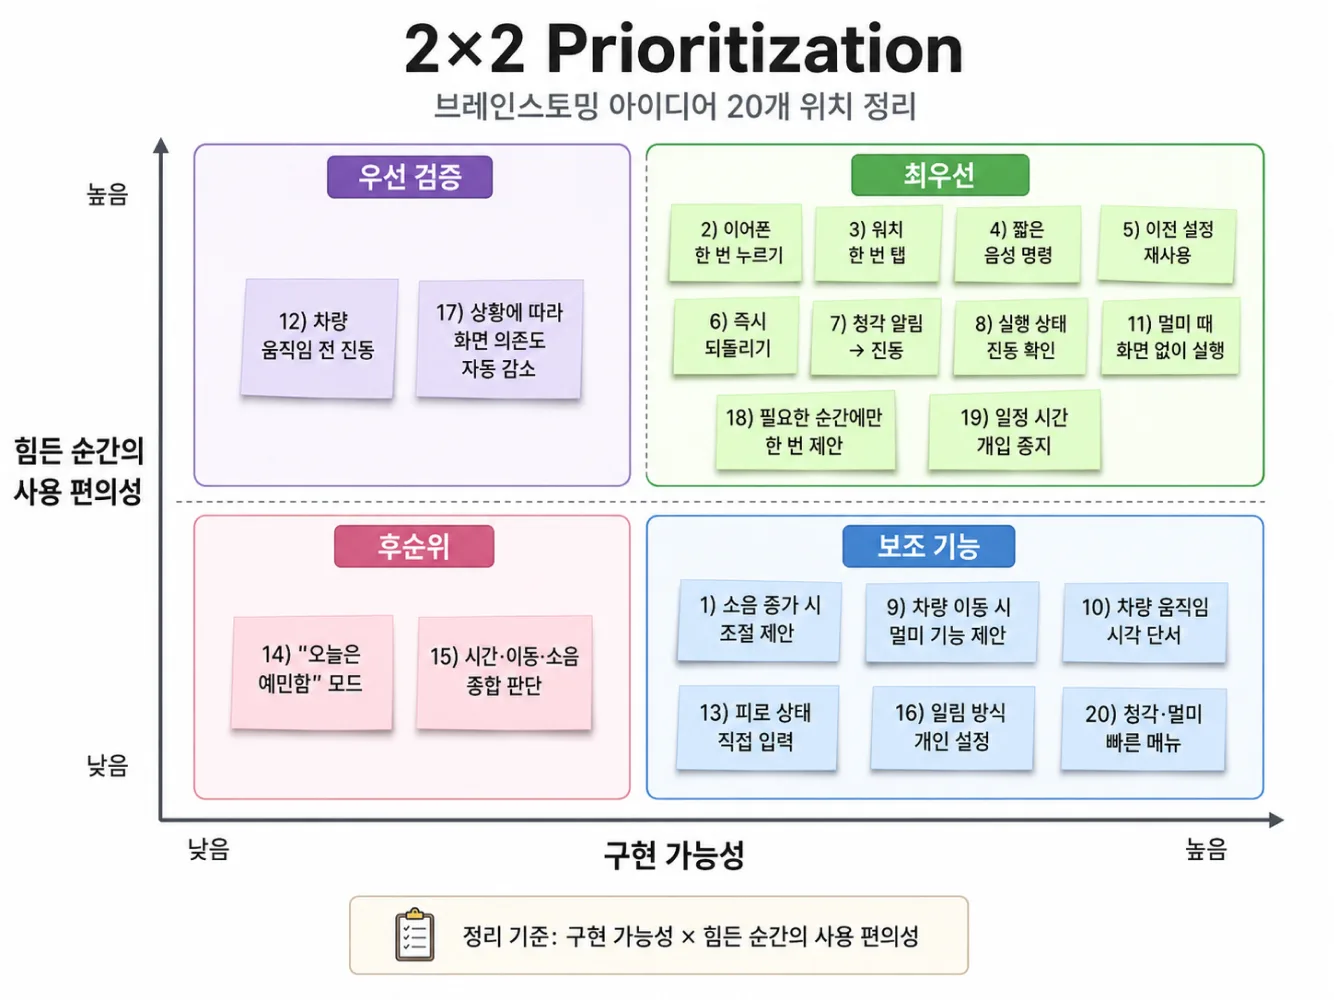 2×2 Prioritization
브레인스토밍 아이디어 20개 위치 정리
높음
우선 검증
12) 차량
움직임 전 진동
17) 상황에 따라
화면 의존도
자동 감소
최우선
2) 이어폰
한 번 누르기
3) 워치
한 번 탭
4) 짧은
음성 명령
5) 이전 설정
재사용
6) 즉시
되돌리기
7) 청각 알림
→ 진동
8) 실행 상태
진동 확인
11) 멀미 때
화면 없이 실행
18) 필요한 순간에만
한 번 제안
19) 일정 시간
개입 중지
힘든 순간의
사용 편의성
후순위
14) "오늘은
예민함" 모드
15) 시간·이동·소음
종합 판단
보조 기능
1) 소음 증가 시
조절 제안
9) 차량 이동 시
멀미 기능 제안
10) 차량 움직임
시각 단서
13) 피로 상태
직접 입력
16) 일림 방식
개인 설정
20) 청각·멀미
빠른 메뉴
낮음
낮음
구현 가능성
높음
정리 기준: 구현 가능성 × 힘든 순간의 사용 편의성